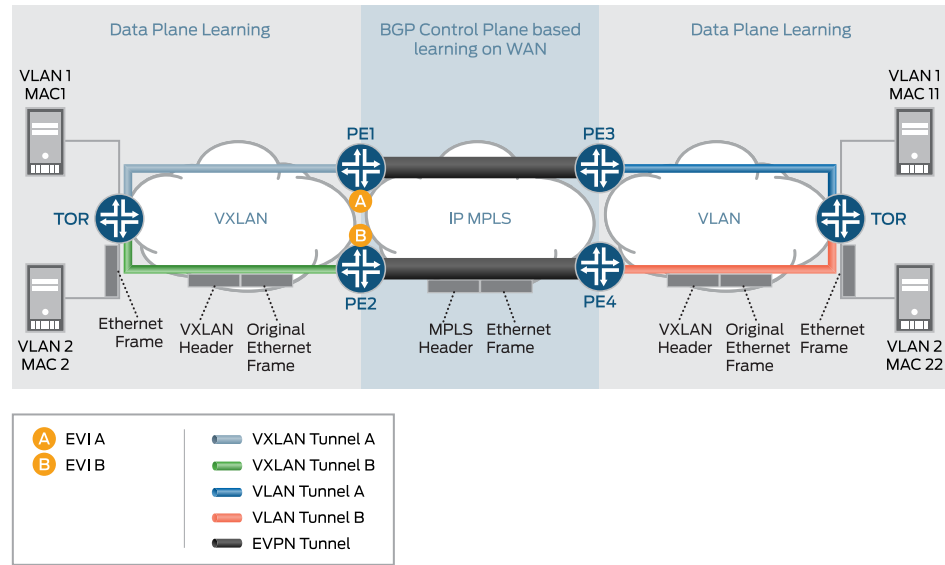 Data Plane Learning
BGP Control Plane based
learning on WAN
Data Plane Learning
VLAN 1
MAC1
VLAN 1
MAC 11
PE1
PE3
A
TOR
VXLAN
IP MPLS
VLAN
TOR
B
PE2
PE4
VLAN 2
MAC 2
Ethernet
Frame
VXLAN
Header
Original
Ethernet
Frame
MPLS
Header
Ethernet
Frame
VXLAN
Header
Original
Ethernet
Frame
Ethernet
Frame
VLAN 2
MAC 22
A EVI A
B EVI B
VXLAN Tunnel A
VXLAN Tunnel B
VLAN Tunnel A
VLAN Tunnel B
EVPN Tunnel